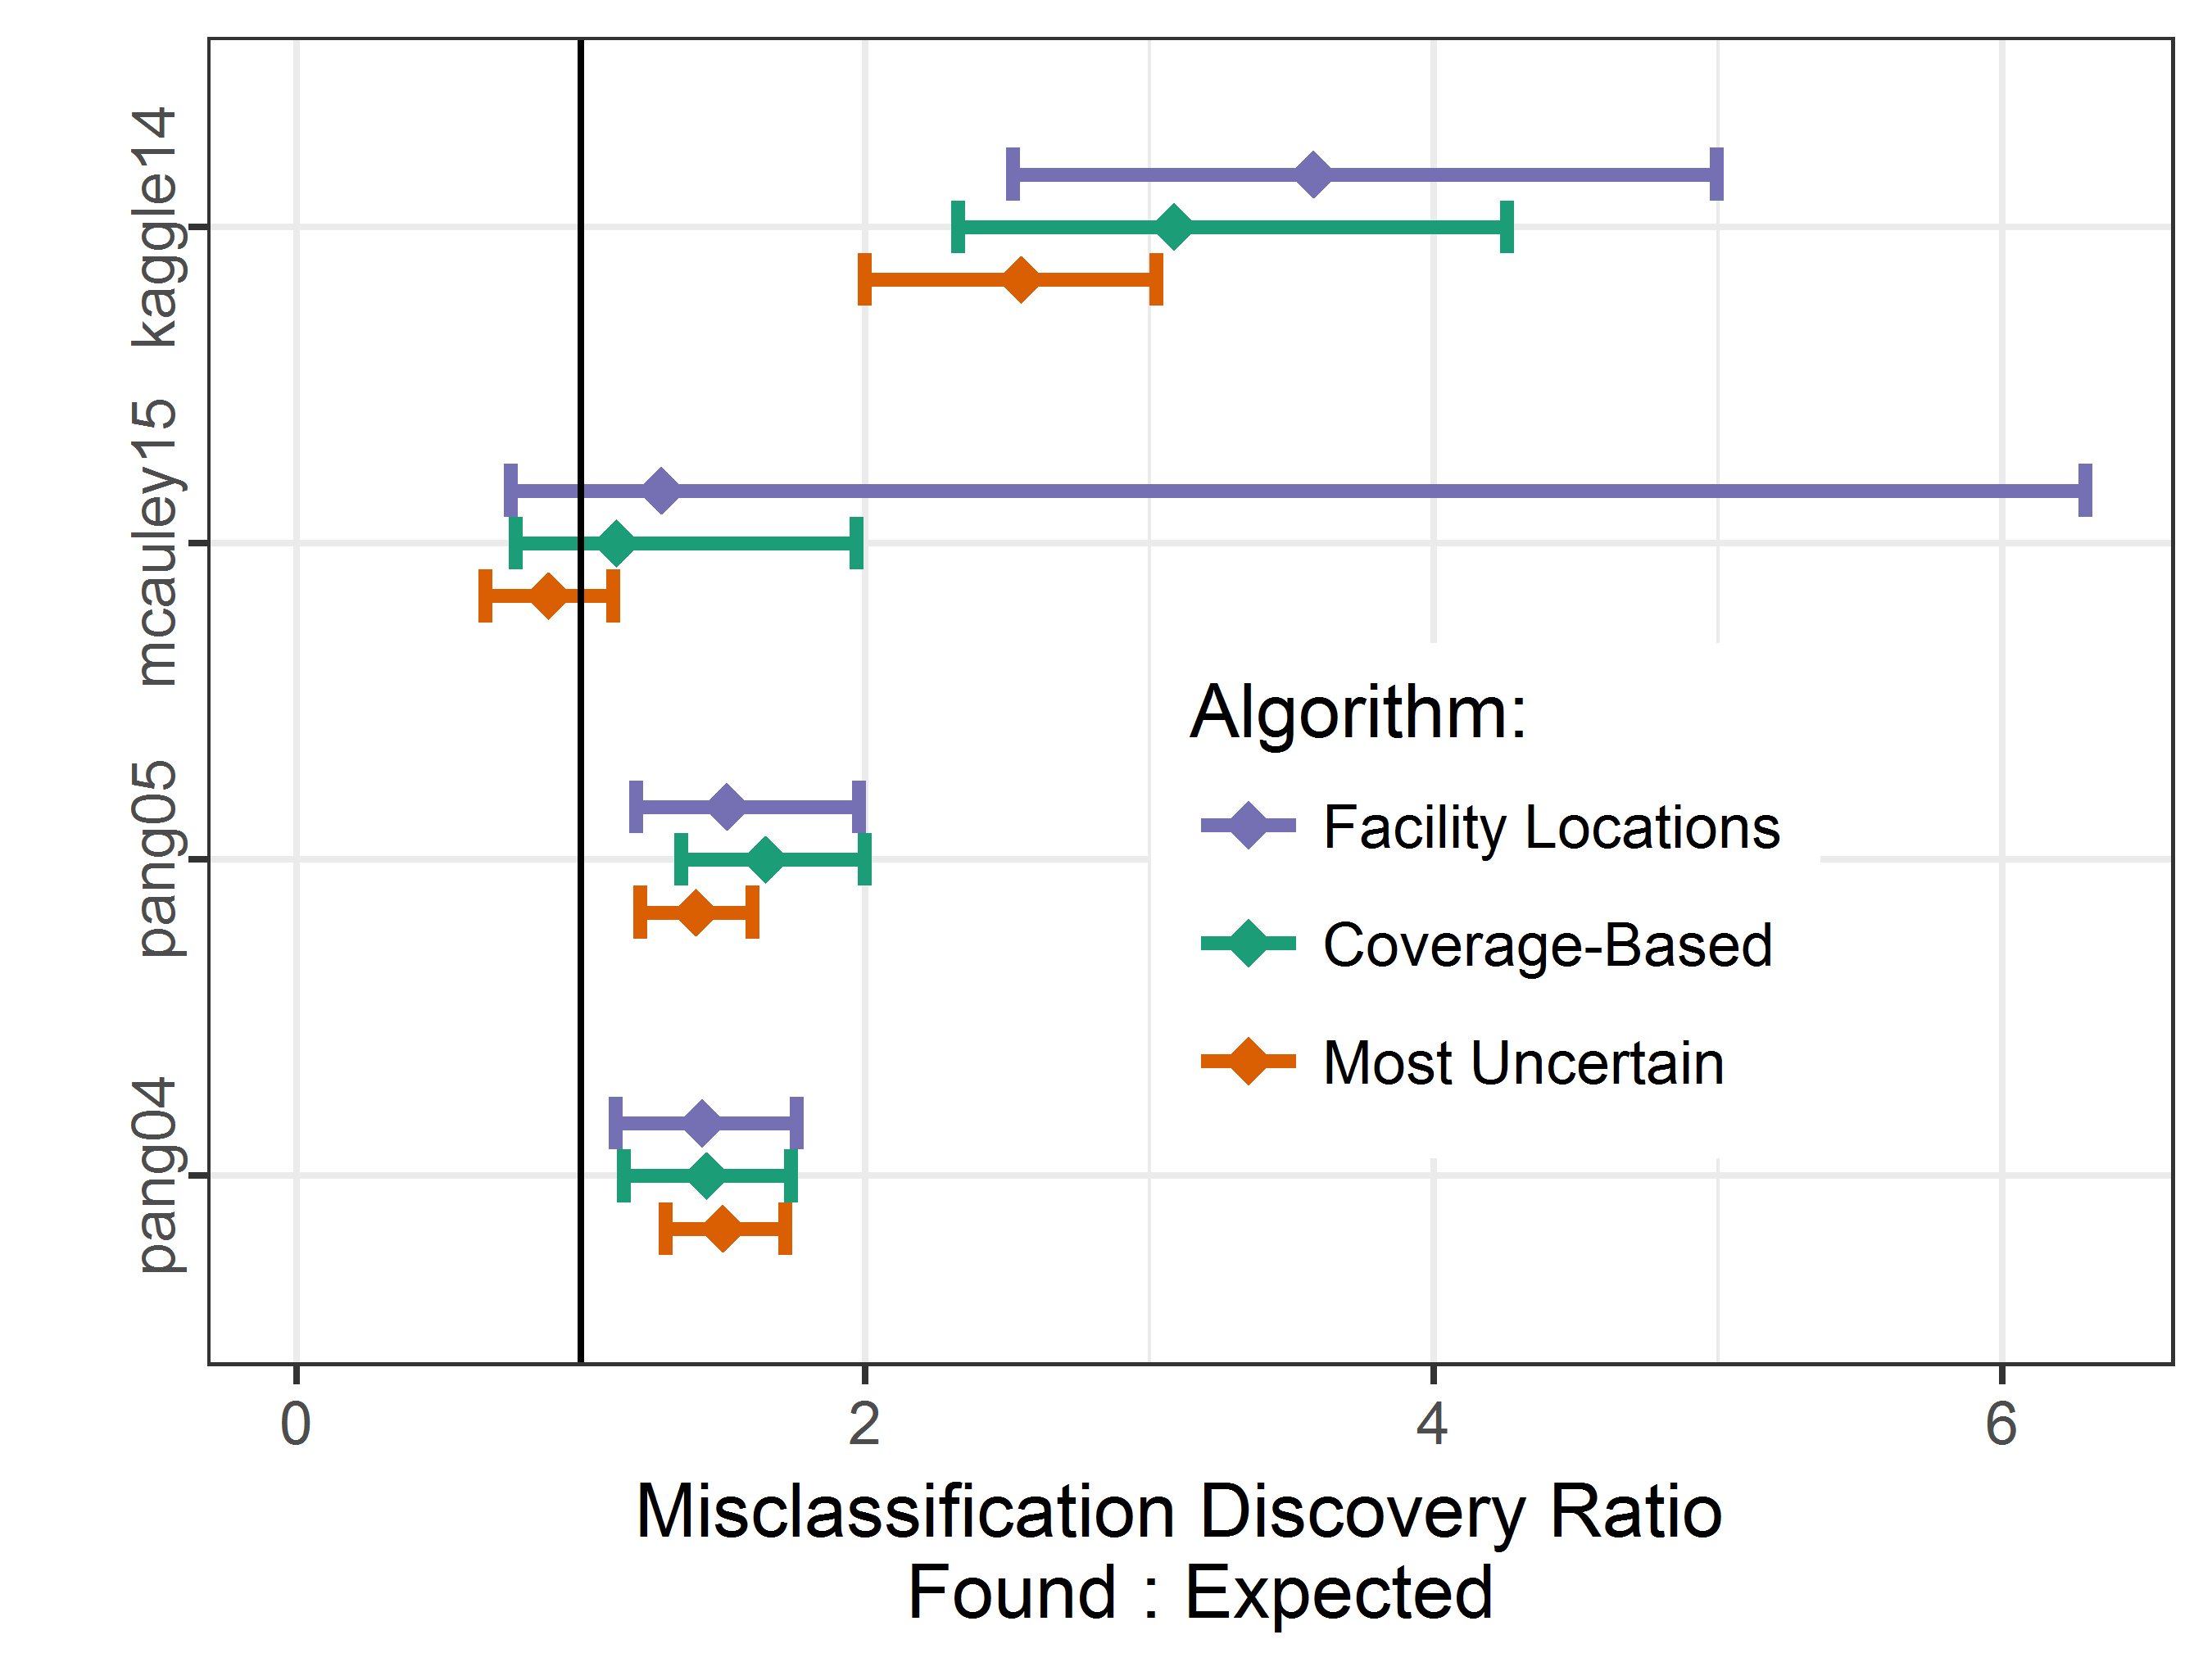 kaggle14
mcauley15
pang05
pang04
Algorithm:
Facility Locations
Coverage-Based
Most Uncertain
0 2 4 6
Misclassification Discovery Ratio
Found : Expected